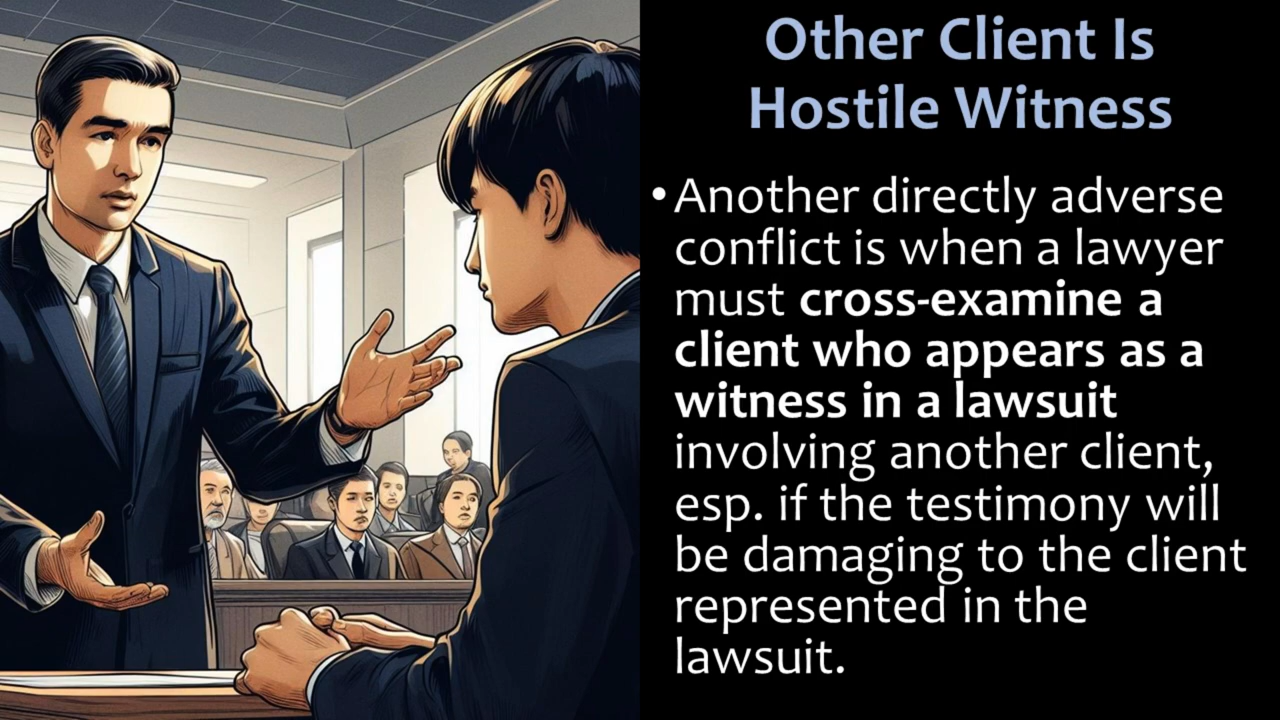 Other Client Is
Hostile Witness
•Another directly adverse
conflict is when a lawyer
must cross-examine a
client who appears as a
witness in a lawsuit
involving another client,
esp. if the testimony will
be damaging to the client
represented in the
lawsuit.